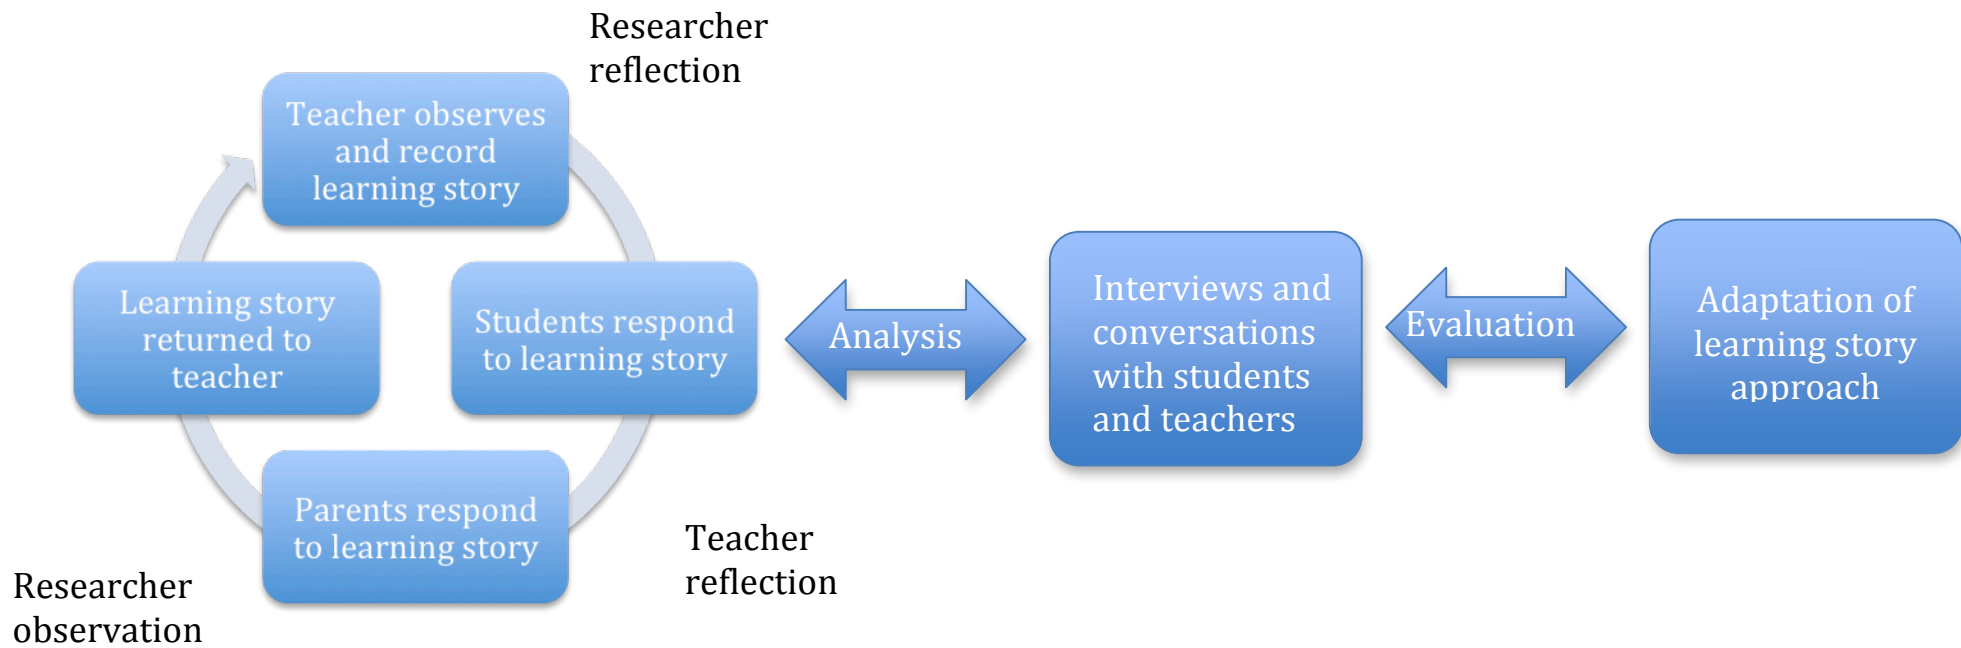 Researcher
reflection
Teacher observes
and record
learning story
Learning story
returned to
teacher
Students respond
to learning story
Parents respond
to learning story
Researcher
observation
Teacher
reflection
Analysis
Interviews and
conversations
with students
and teachers
Evaluation
Adaptation of
learning story
approach